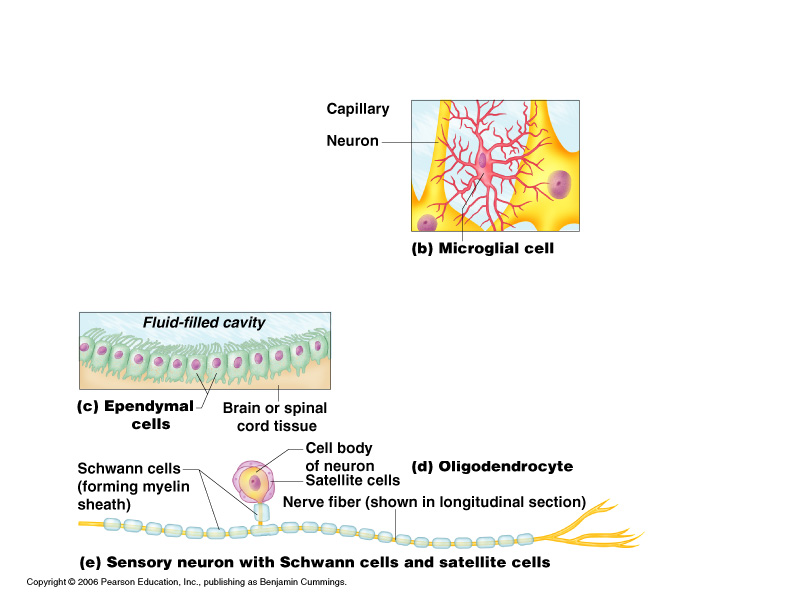 Capillary
Neuron
(b) Microglial cell
Fluid-filled cavity
(c) Ependymal
cells
Brain or spinal
cord tissue
Schwann cells
(forming myelin
sheath)
Cell body
of neuron
Satellite cells
(d) Oligodendrocyte
Nerve fiber (shown in longitudinal section)
(e) Sensory neuron with Schwann cells and satellite cells
Copyright © 2006 Pearson Education, Inc., publishing as Benjamin Cummings.